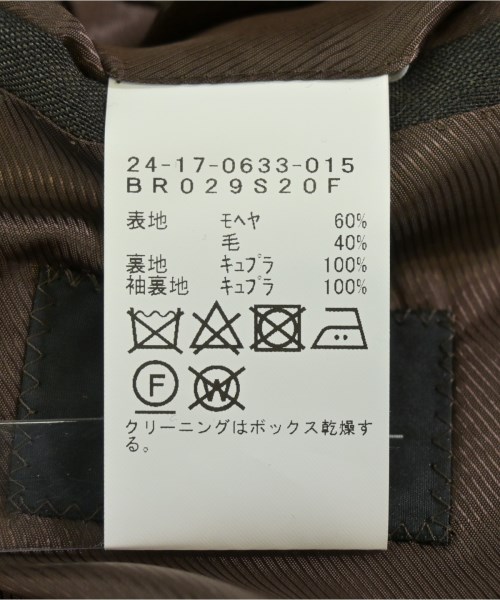 24-17-0633-015
BR029S20F
表地 モヘヤ 60%
毛 40%
裏地 キュプラ 100%
袖裏地 キュプラ 100%
F W
クリーニングはボックス乾燥す
る。